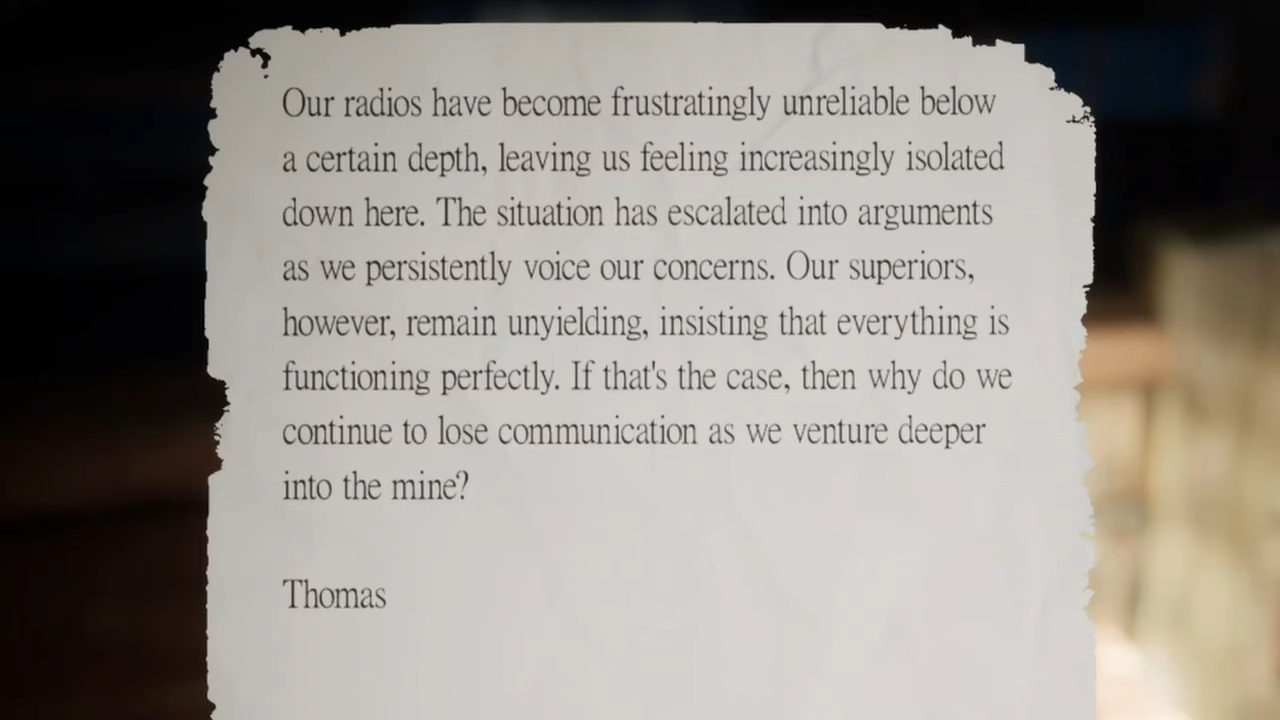 Our radios have become frustratingly unreliable below
a certain depth, leaving us feeling increasingly isolated
down here. The situation has escalated into arguments
as we persistently voice our concerns. Our superiors,
however, remain unyielding, insisting that everything is
functioning perfectly. If that's the case, then why do we
continue to lose communication as we venture deeper
into the mine?
Thomas